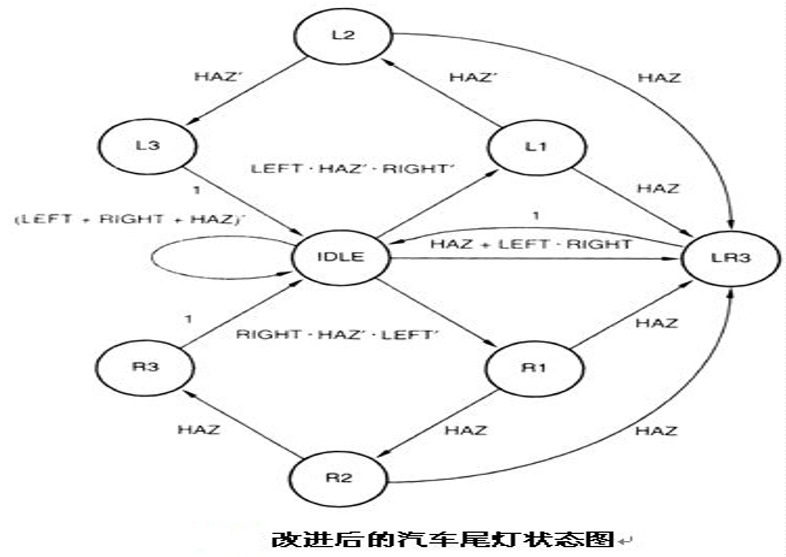 L2
HAZ′
HAZ′
HAZ
L3
L1
1
LEFT · HAZ′ · RIGHT′
HAZ
(LEFT + RIGHT + HAZ)′
1
IDLE
HAZ + LEFT · RIGHT
LR3
1
RIGHT · HAZ′ · LEFT′
HAZ
R3
R1
HAZ
HAZ
HAZ
R2
改进后的汽车尾灯状态图